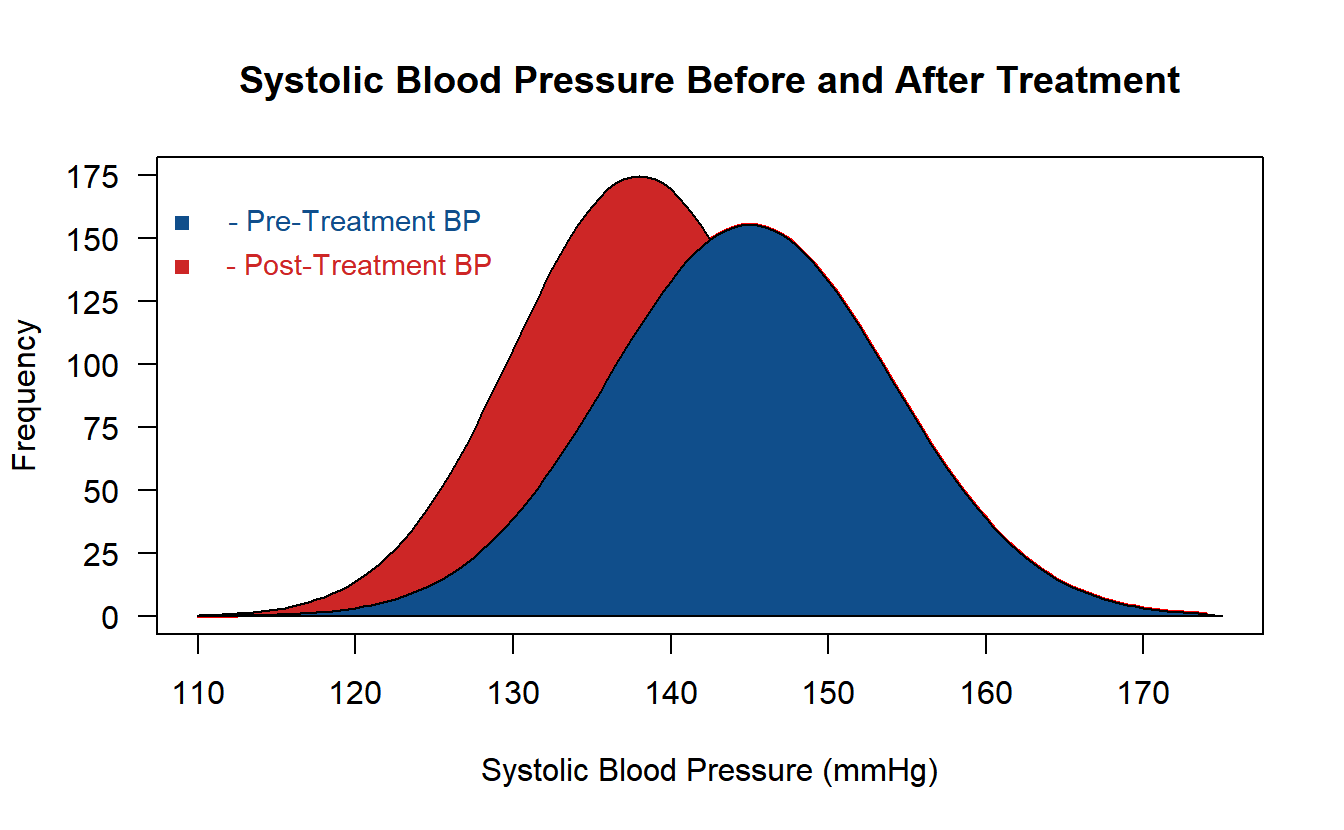 Systolic Blood Pressure Before and After Treatment
175
150
125
100
75
50
25
0
Frequency
- Pre-Treatment BP
- Post-Treatment BP
110 120 130 140 150 160 170
Systolic Blood Pressure (mmHg)